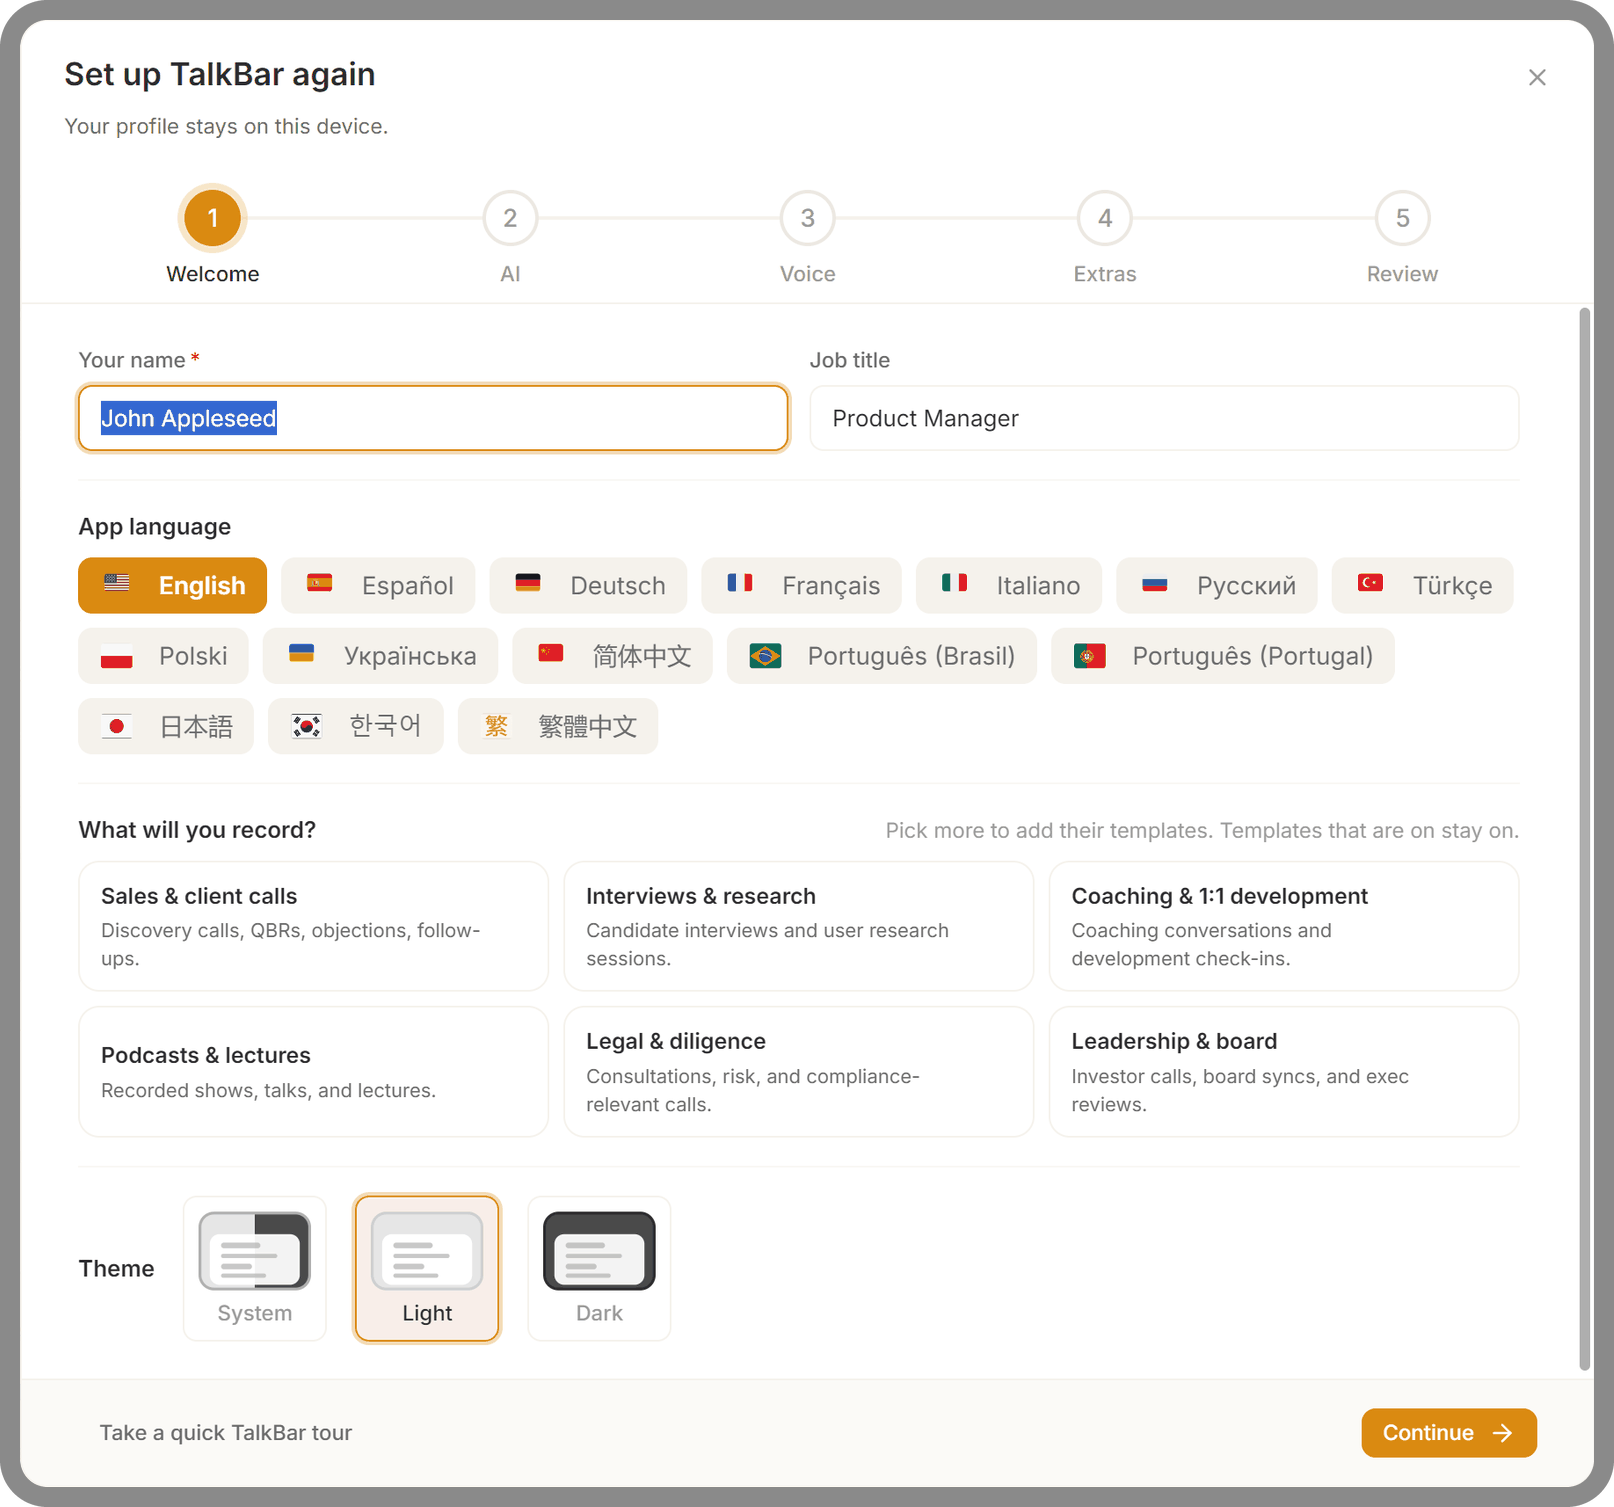 Set up TalkBar again
Your profile stays on this device.
1
2
3
4
5
Welcome
AI
Voice
Extras
Review
Your name *
Job title
John Appleseed
Product Manager
App language
English
Español
Deutsch
Français
Italiano
Русский
Türkçe
Polski
Українська
简体中文
Português (Brasil)
Português (Portugal)
日本語
한국어
繁 繁體中文
What will you record?
Pick more to add their templates. Templates that are on stay on.
Sales & client calls
Discovery calls, QBRs, objections, follow-
ups.
Interviews & research
Candidate interviews and user research
sessions.
Coaching & 1:1 development
Coaching conversations and
development check-ins.
Podcasts & lectures
Recorded shows, talks, and lectures.
Legal & diligence
Consultations, risk, and compliance-
relevant calls.
Leadership & board
Investor calls, board syncs, and exec
reviews.
Theme
System
Light
Dark
Take a quick TalkBar tour
Continue →